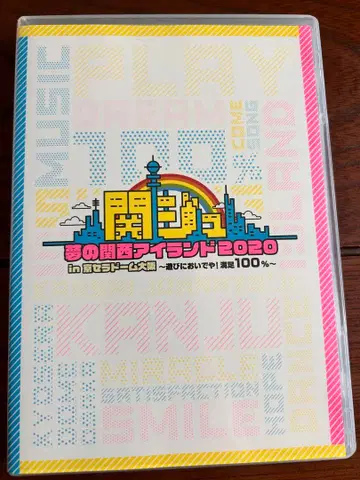 MUSIC
PLAY
DREAM
COME
SONG
100%
ISLAND
関ジュ
夢の関西アイランド2020
in 京セラドーム大阪 ～遊びにおいでや!満足100%～
KANJU
DANCE
MIRACLE
SATISFACTION
HOPE
SMILE